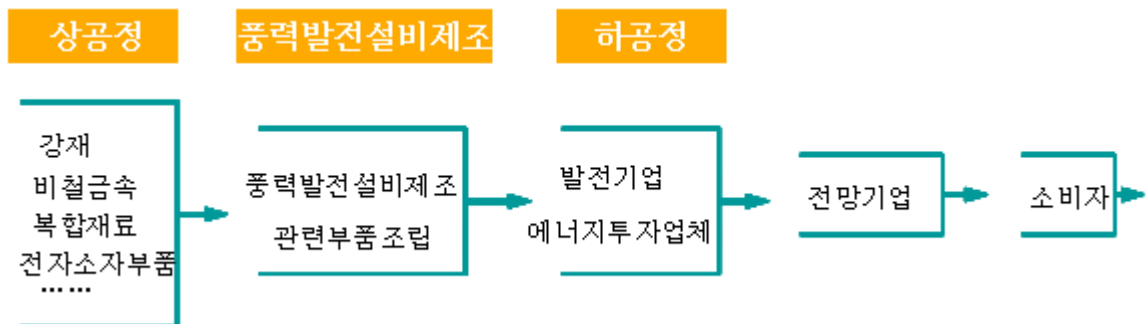 상공정
풍력발전설비제조
하공정
강재
비철금속
복합재료
전자소자부품
……
풍력발전설비제조
관련부품조립
발전기업
에너지투자업체
전망기업
소비자